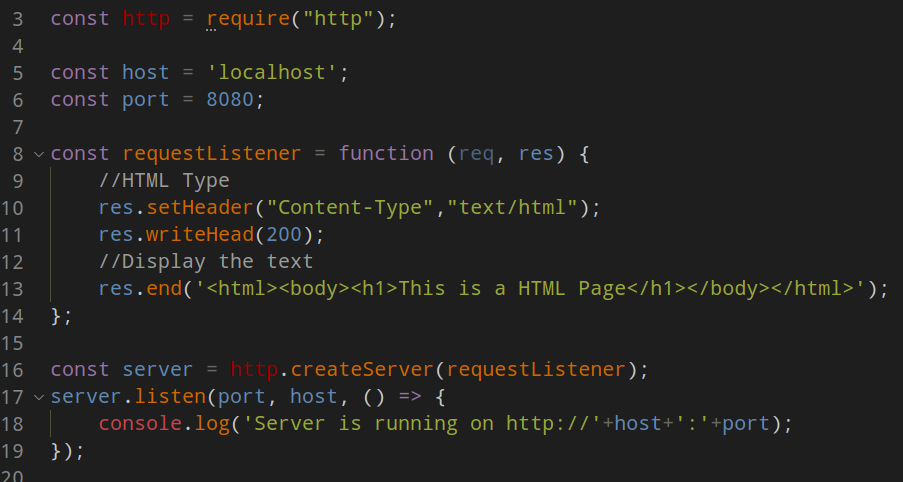 3 const http = require("http");
4
5 const host = 'localhost';
6 const port = 8080;
7
8 const requestListener = function (req, res) {
9     //HTML Type
10     res.setHeader("Content-Type","text/html");
11     res.writeHead(200);
12     //Display the text
13     res.end('<html><body><h1>This is a HTML Page</h1></body></html>');
14 };
15
16 const server = http.createServer(requestListener);
17 server.listen(port, host, () => {
18     console.log('Server is running on http://'+host+':'+port);
19 });
20